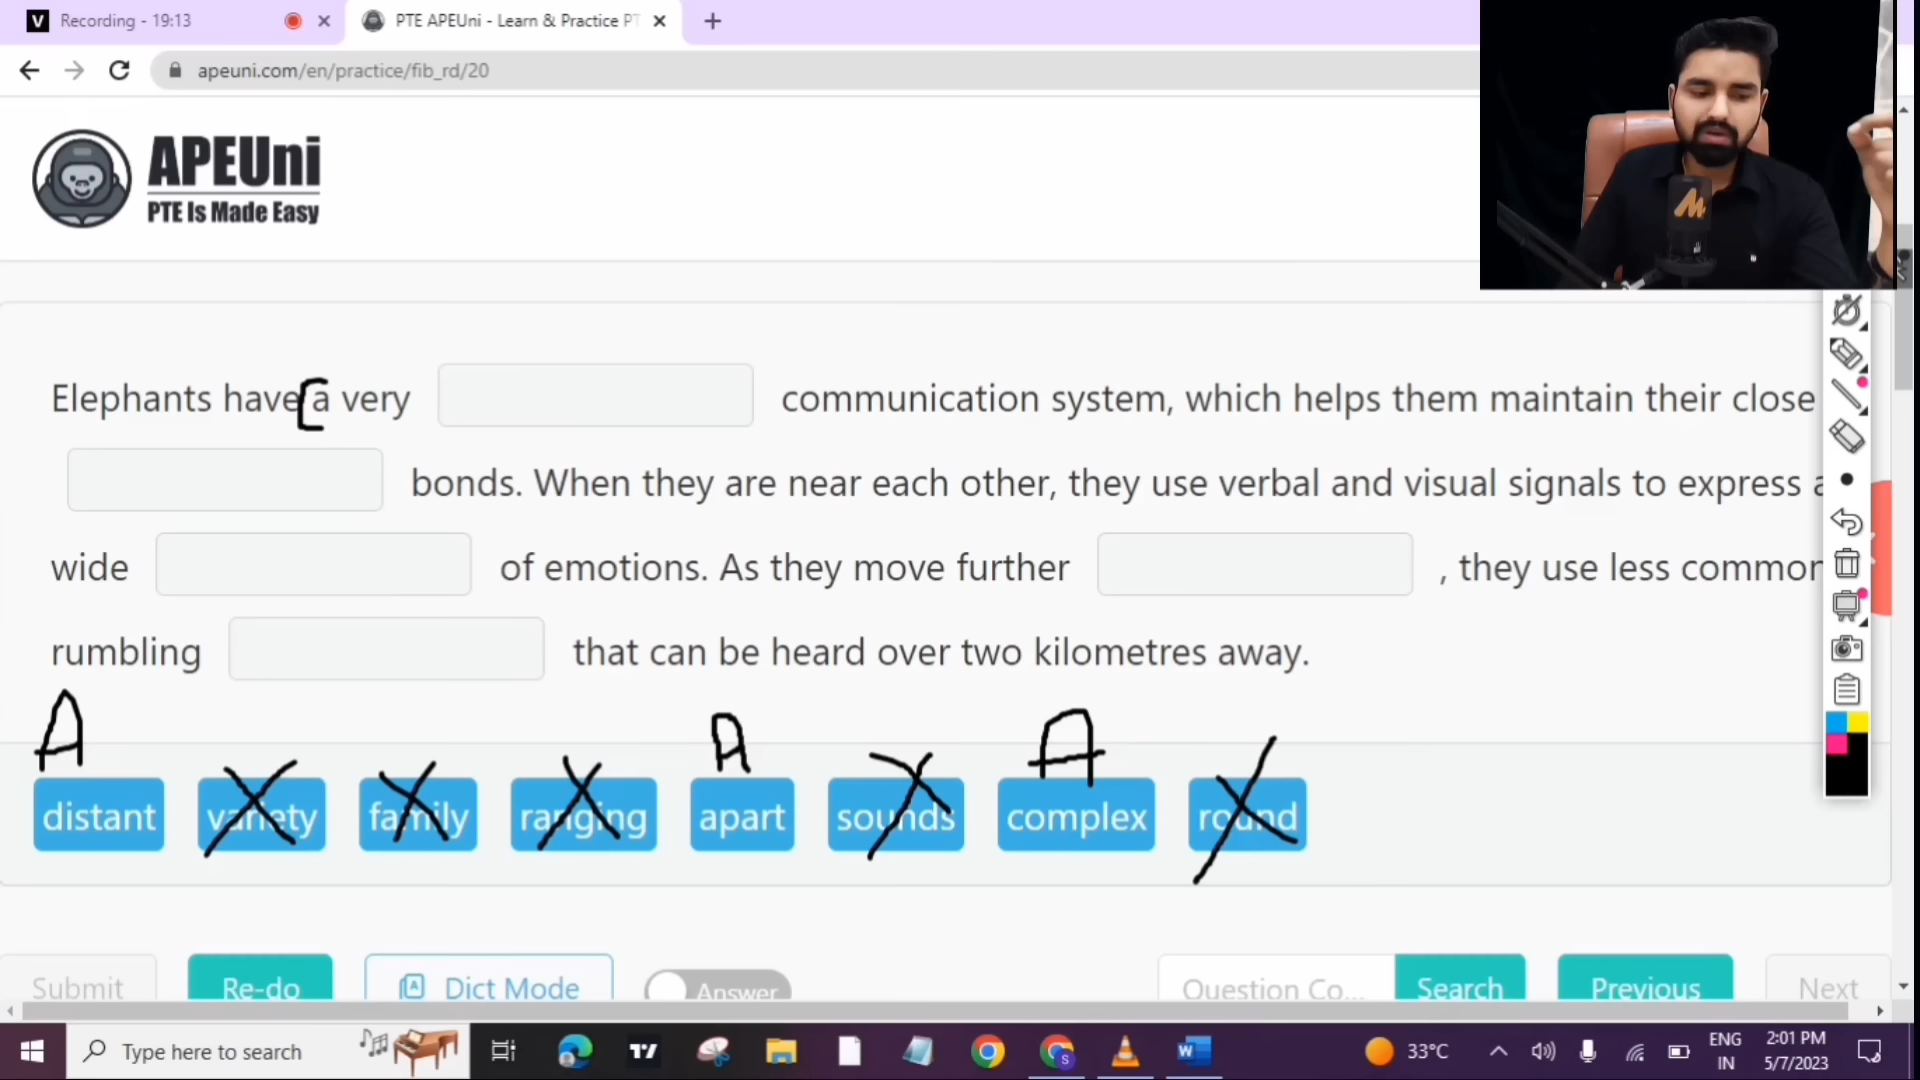 Recording - 19:13
PTE APEUni - Learn & Practice PT
apeuni.com/en/practice/fib_rd/20
APEUni
PTE Is Made Easy
Elephants have [a very communication system, which helps them maintain their close
bonds. When they are near each other, they use verbal and visual signals to express a
wide of emotions. As they move further , they use less common
rumbling that can be heard over two kilometres away.
A A A
distant variety family ranging apart sounds complex round
Submit Re-do Dict Mode Answer Question Co... Search Previous Next
Type here to search
33°C
ENG
IN
2:01 PM
5/7/2023